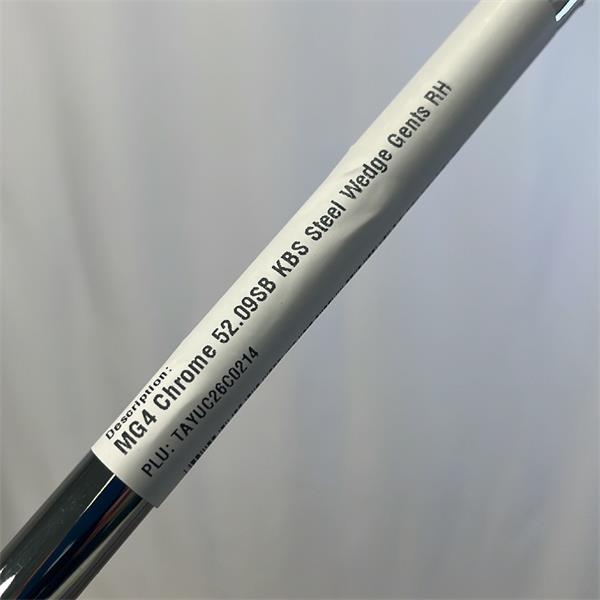 Description:
MG4 Chrome 52.09SB KBS Steel Wedge Gents RH
PLU: TAYUC26C0214